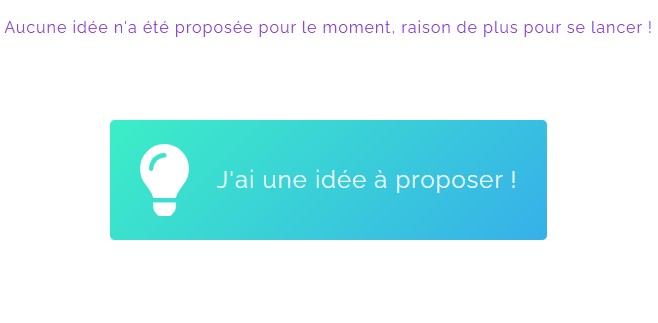 Aucune idée n'a été proposée pour le moment, raison de plus pour se lancer !
J'ai une idée à proposer !